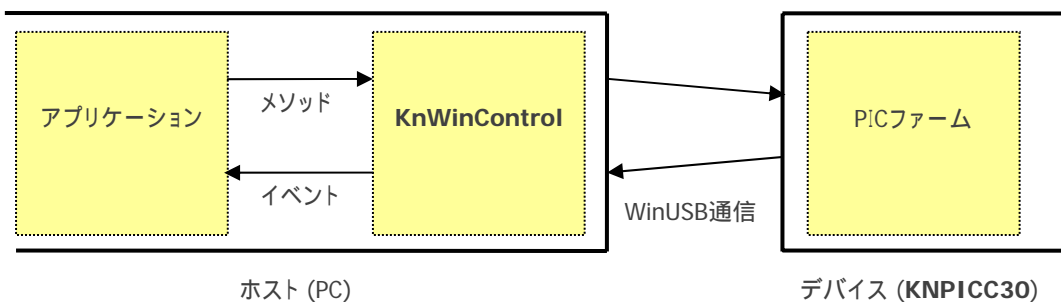 アプリケーション
メソッド
イベント
KnWinControl
WinUSB通信
PICファーム
ホスト (PC)
デバイス (KNPICC30)